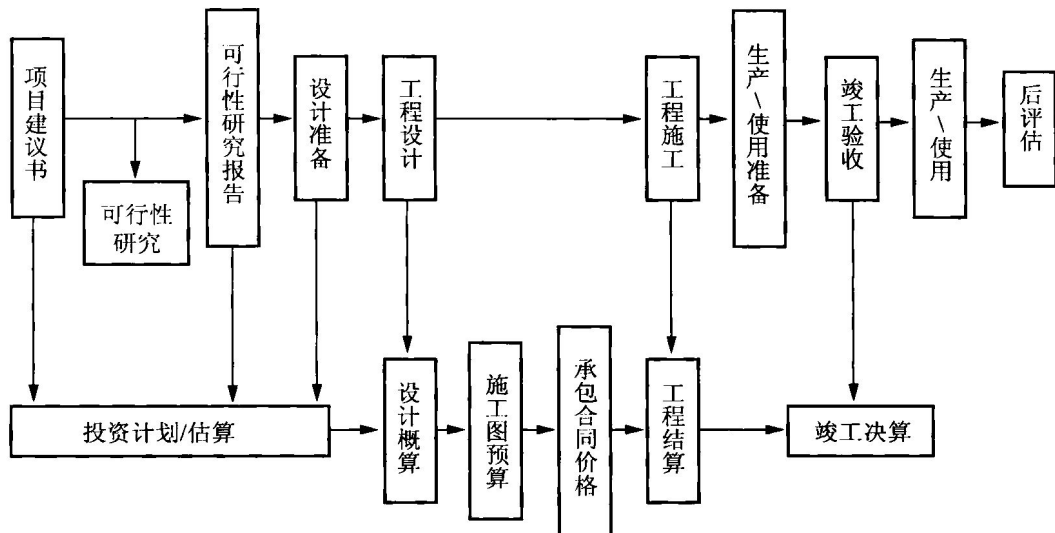 项目建议书
可行性
研究
可行性研究报告
设计准备
工程设计
工程施工
生产\使用准备
竣工验收
生产\使用
后评估
投资计划/估算
设计概算
施工图预算
承包合同价格
工程结算
竣工决算